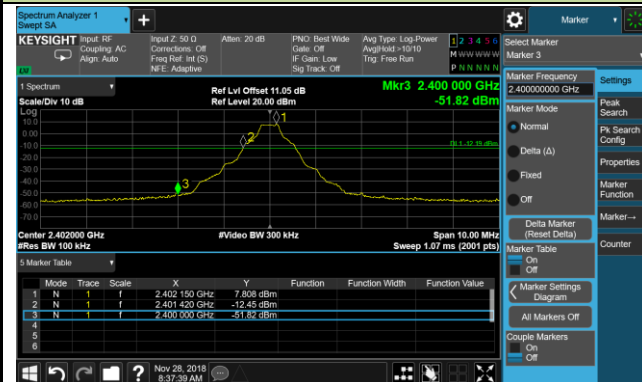 Spectrum Analyzer 1
Swept SA
+
Marker
KEYSIGHT Input: RF Input Z: 50 Ω Atten: 20 dB PNO: Best Wide Avg Type: Log-Power 1 2 3 4 5 6
Coupling: AC Corrections: Off Gate: Off Avg|Hold:>10/10 M W W W W W
Align: Auto Freq Ref: Int (S) IF Gain: Low Trig: Free Run
NFE: Adaptive Sig Track: Off P N N N N N
Select Marker
Marker 3
1 Spectrum
Scale/Div 10 dB
Log
Ref Lvl Offset 11.05 dB
Ref Level 20.00 dBm
Mkr3 2.400 000 GHz
-51.82 dBm
10.0
0.00
-10.0
-20.0
-30.0
-40.0
-50.0
-60.0
-70.0
1
2
3
DL1 -12.19 dBm
Center 2.402000 GHz #Video BW 300 kHz Span 10.00 MHz
#Res BW 100 kHz Sweep 1.07 ms (2001 pts)
5 Marker Table
Mode Trace Scale X Y Function Function Width Function Value
1 N 1 f 2.402 150 GHz 7.808 dBm
2 N 1 f 2.401 420 GHz -12.45 dBm
3 N 1 f 2.400 000 GHz -51.82 dBm
4
5
6
Marker Frequency
2.400000000 GHz
Marker Mode
Normal
Delta (Δ)
Fixed
Off
Delta Marker
(Reset Delta)
Marker Table
On
Off
Marker Settings
Diagram
All Markers Off
Couple Markers
On
Off
Settings
Peak
Search
Pk Search
Config
Properties
Marker
Function
Marker→
Counter
?
Nov 28, 2018
8:37:39 AM